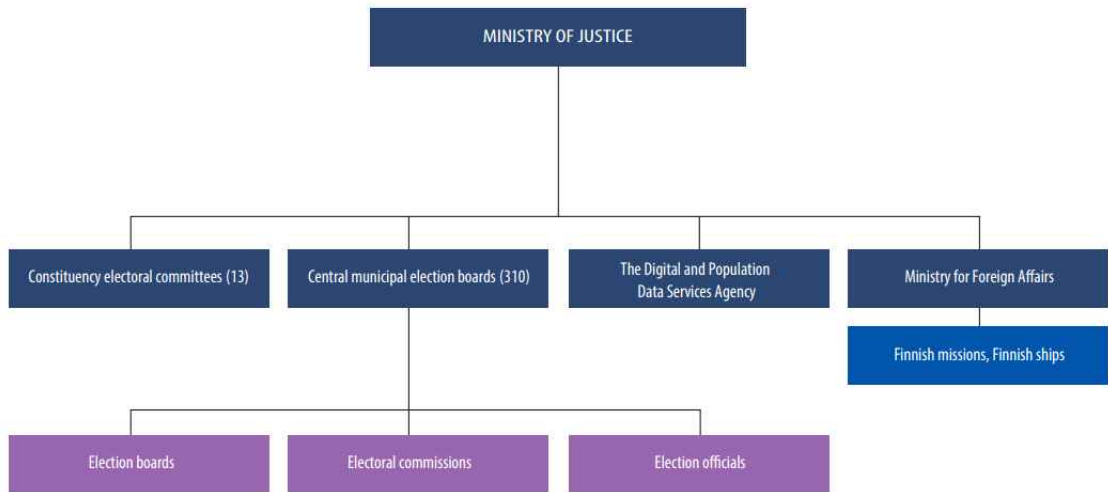 MINISTRY OF JUSTICE
Constituency electoral committees (13)
Central municipal election boards (310)
The Digital and Population
Data Services Agency
Ministry for Foreign Affairs
Finnish missions, Finnish ships
Election boards
Electoral commissions
Election officials